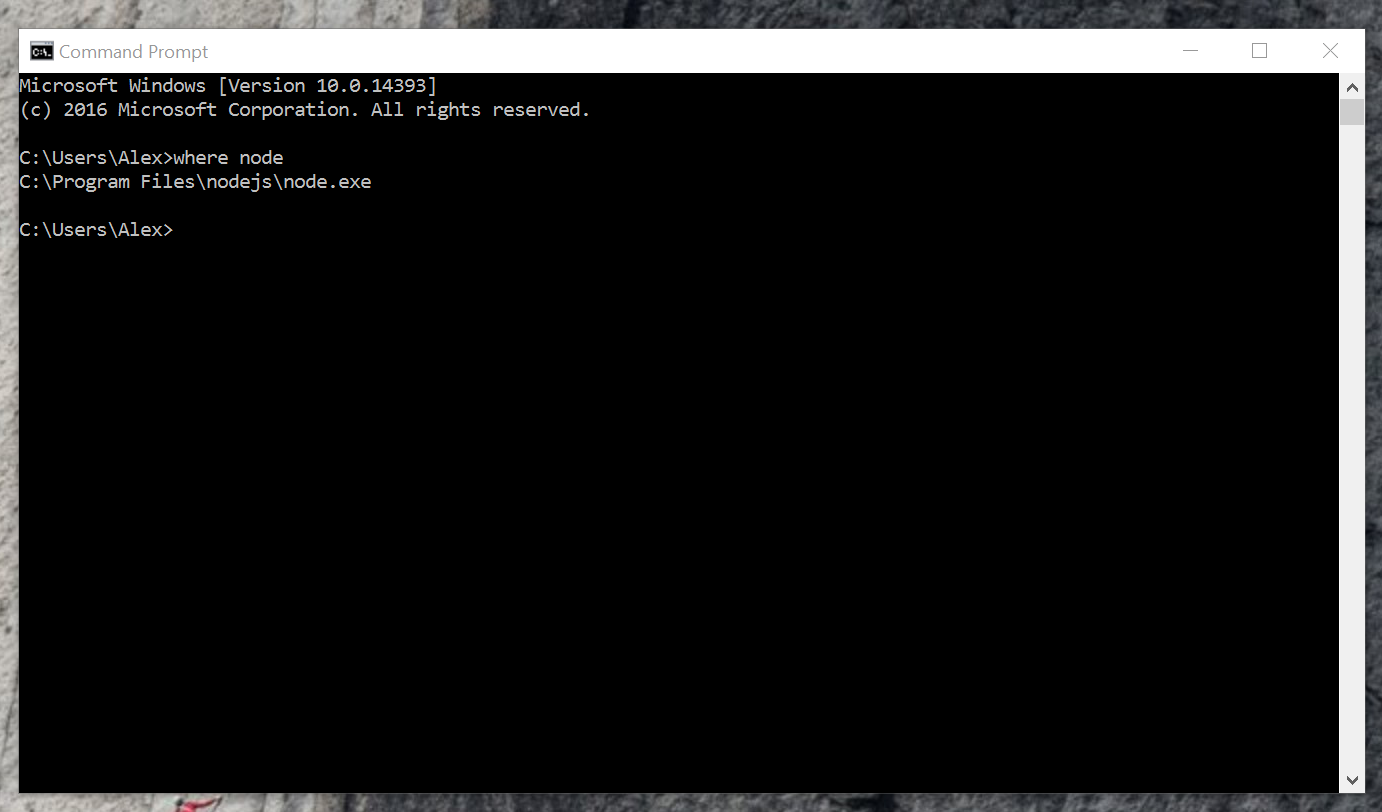 Command Prompt
Microsoft Windows [Version 10.0.14393]
(c) 2016 Microsoft Corporation. All rights reserved.
C:\Users\Alex>where node
C:\Program Files\nodejs\node.exe
C:\Users\Alex>